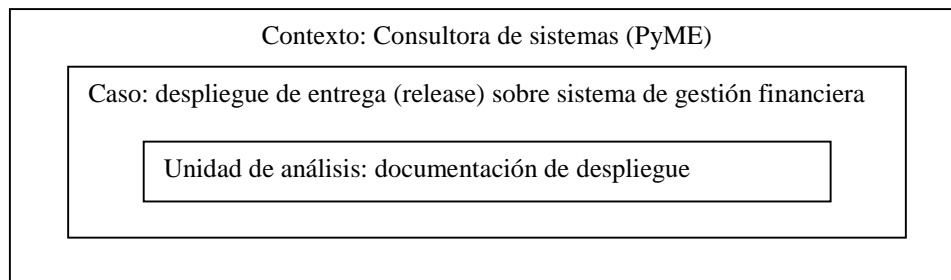 Contexto: Consultora de sistemas (PyME)
Caso: despliegue de entrega (release) sobre sistema de gestión financiera
Unidad de análisis: documentación de despliegue